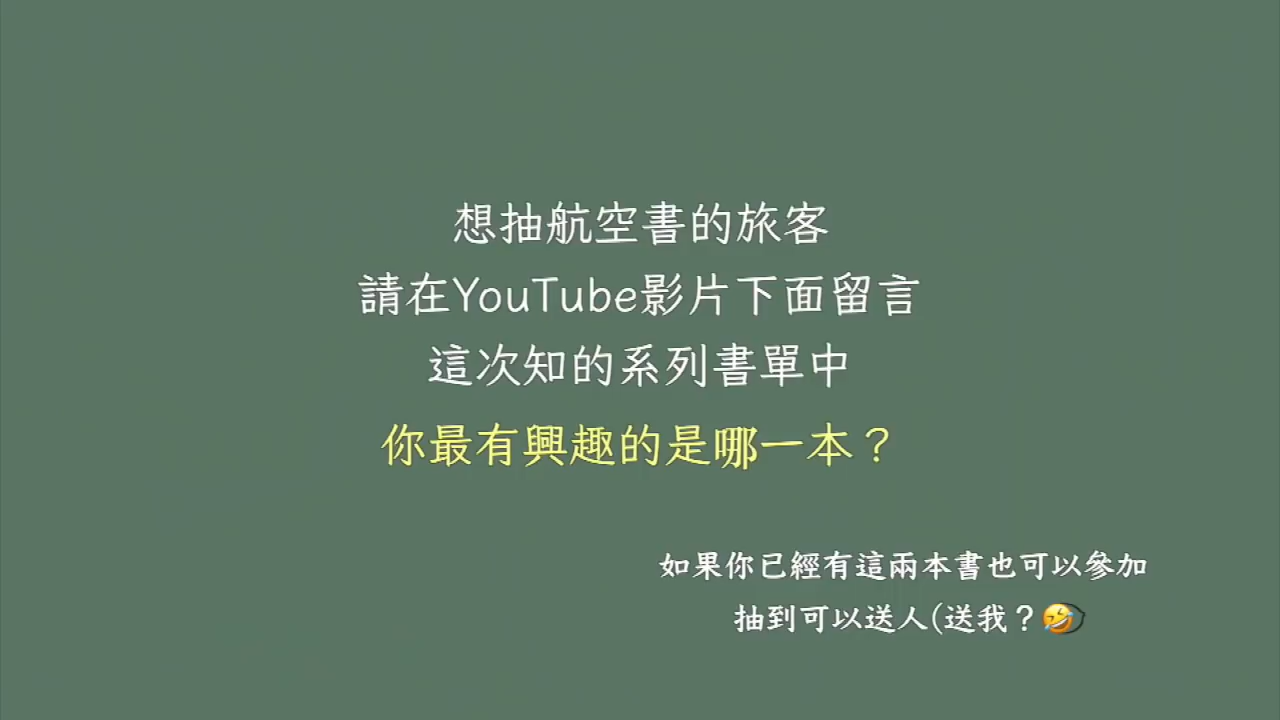 想抽航空書的旅客
請在YouTube影片下面留言
這次知的系列書單中
你最有興趣的是哪一本？
如果你已經有這兩本書也可以參加
抽到可以送人(送我？🤣